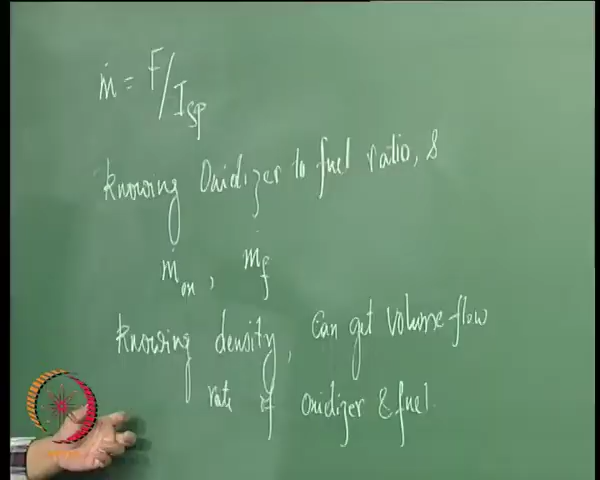 ṁ = F/Isp
Knowing Oxidizer to fuel ratio, &
ṁox, ṁf
Knowing density, Can get volume flow
rate of Oxidizer & fuel.